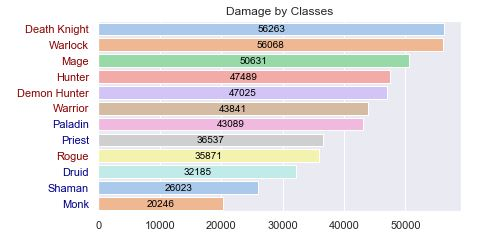 Damage by Classes
Death Knight 56263
Warlock 56068
Mage 50631
Hunter 47489
Demon Hunter 47025
Warrior 43841
Paladin 43089
Priest 36537
Rogue 35871
Druid 32185
Shaman 26023
Monk 20246
0 10000 20000 30000 40000 50000